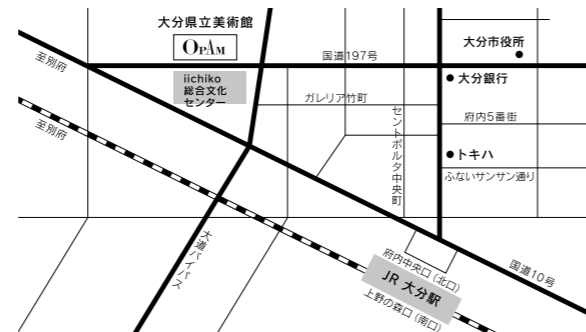 大分県立美術館
OPAM
至別府
国道197号
大分市役所
iichiko
総合文化
センター
大分銀行
ガレリア竹町
セントポルタ中央町
府内5番街
至別府
トキハ
ふないサンサン通り
大道バイパス
府内中央口(北口)
JR 大分駅
上野の森口(南口)
国道10号